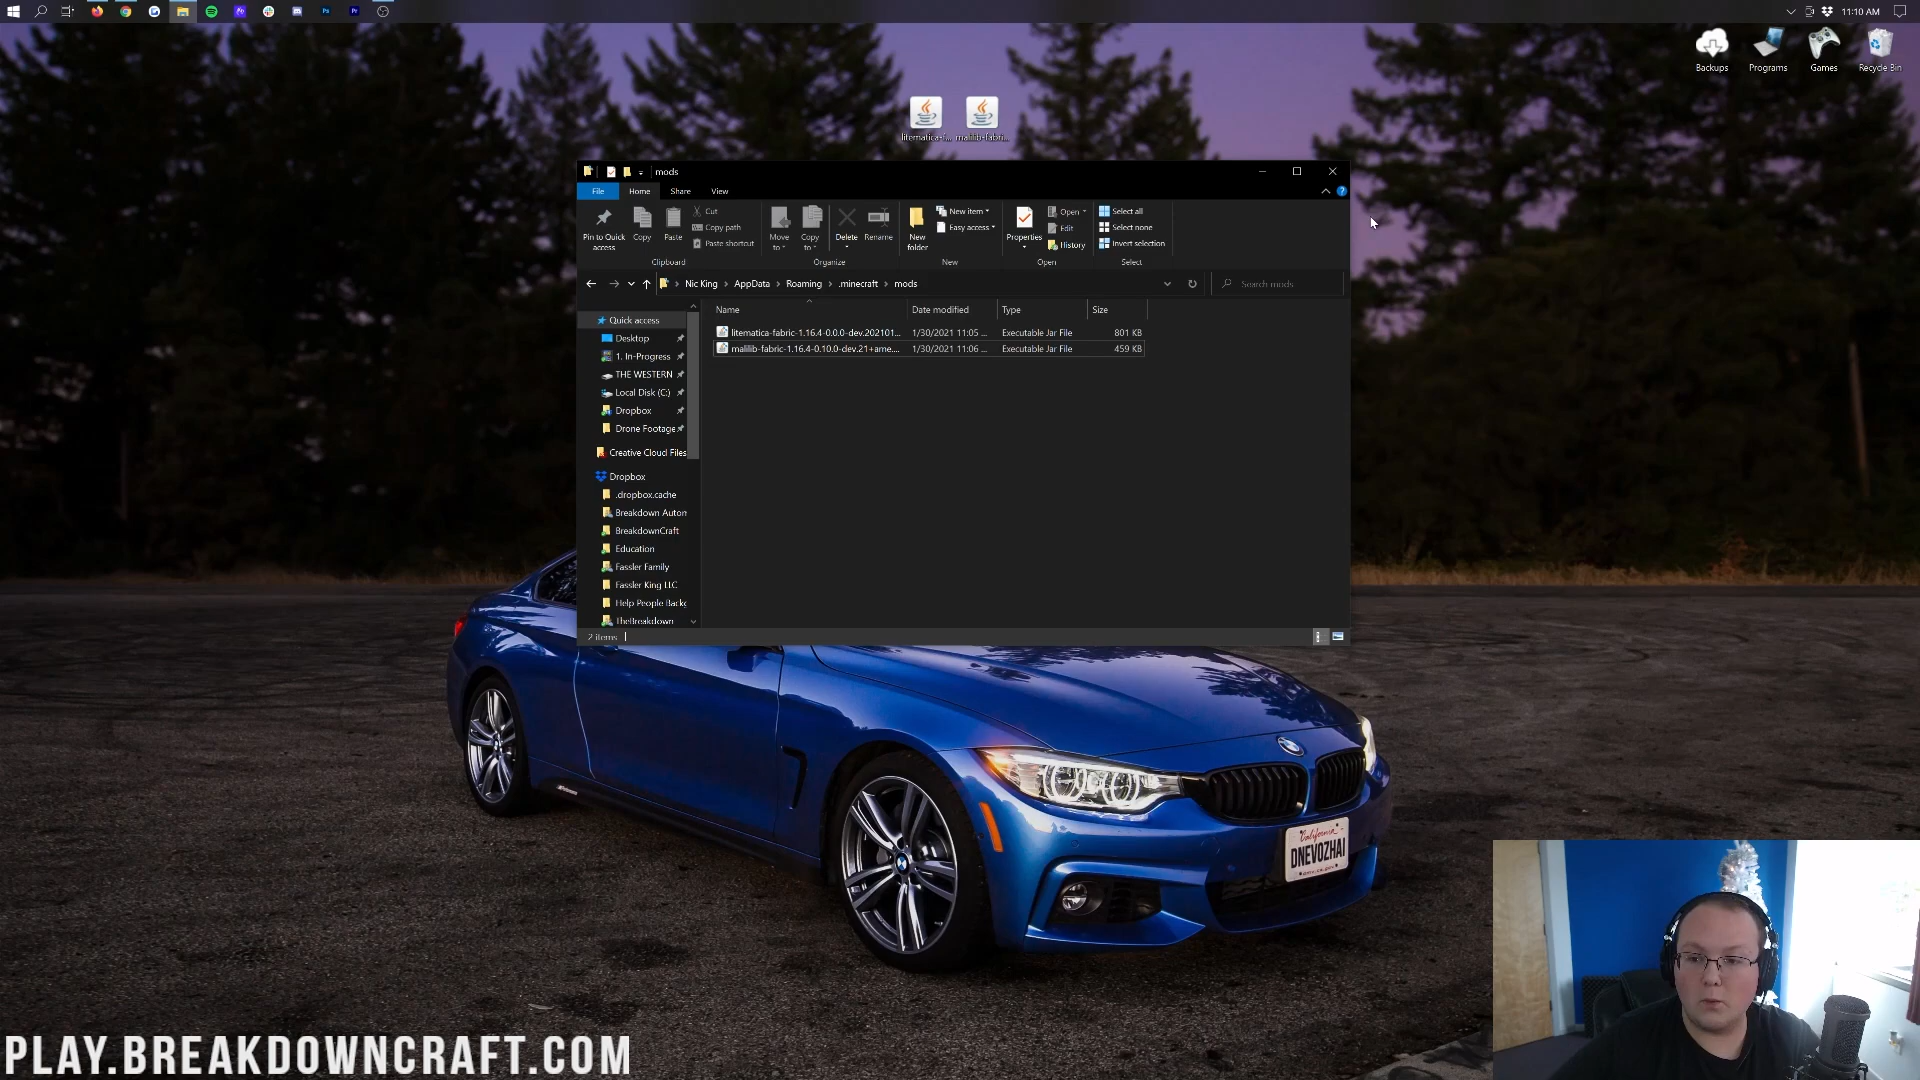 11:10 AM
Backups
Programs
Games
Recycle Bin
litematica-f...
malilib-fabri...
mods
File
Home
Share
View
Pin to Quick access
Copy
Paste
Cut
Copy path
Paste shortcut
Clipboard
Move to
Copy to
Delete
Rename
Organize
New folder
New item
Easy access
New
Properties
Open
Edit
History
Open
Select all
Select none
Invert selection
Select
Nic King > AppData > Roaming > .minecraft > mods
Search mods
Name
Date modified
Type
Size
litematica-fabric-1.16.4-0.0.0-dev.202101... 1/30/2021 11:05 ... Executable Jar File 801 KB
malilib-fabric-1.16.4-0.10.0-dev.21+ame.... 1/30/2021 11:06 ... Executable Jar File 459 KB
Quick access
Desktop
1. In-Progress
THE WESTERN
Local Disk (C:)
Dropbox
Drone Footage
Creative Cloud Files
Dropbox
.dropbox.cache
Breakdown Autom
BreakdownCraft
Education
Fassler Family
Fassler King LLC
Help People Backg
TheBreakdown
2 items
California
DNEVOZHAI
PLAY.BREAKDOWNCRAFT.COM